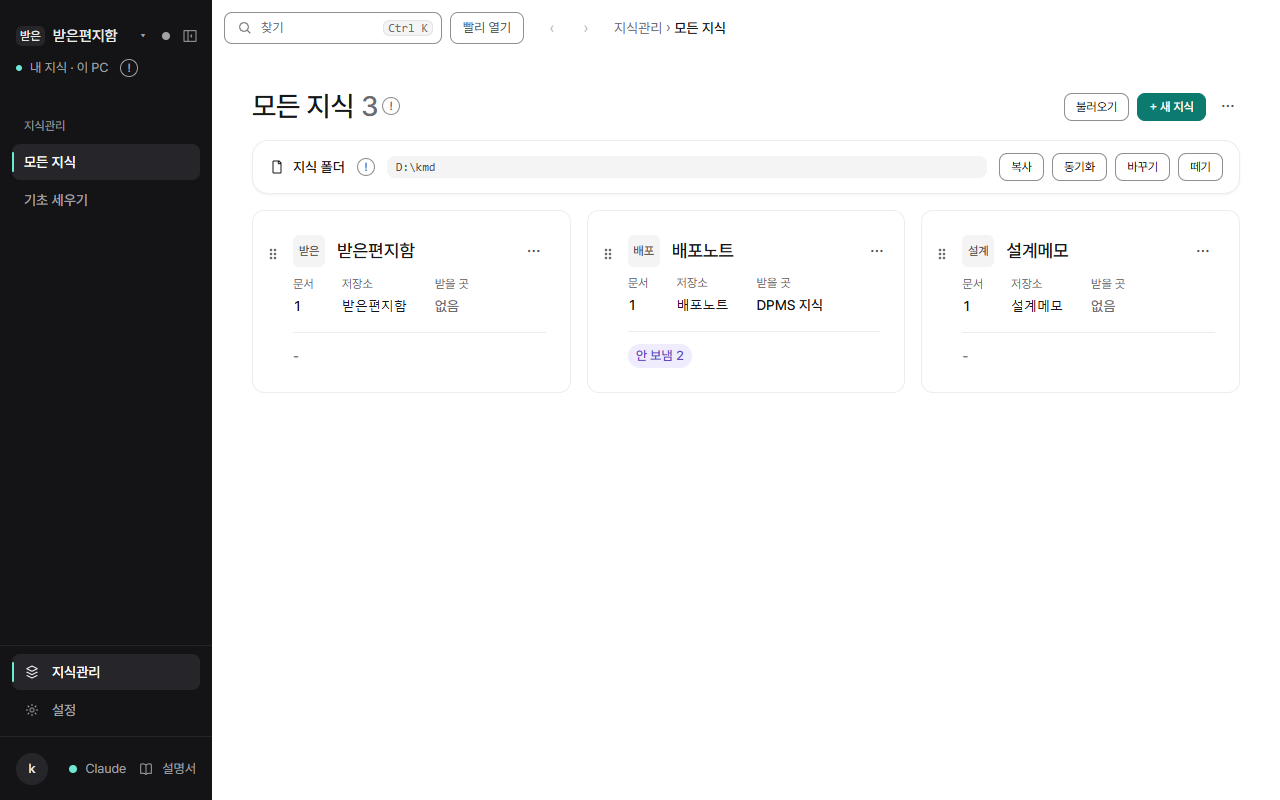 받은 받은편지함
내 지식 · 이 PC !
지식관리
모든 지식
기초 세우기
지식관리
설정
k Claude 설명서
찾기 Ctrl K 빨리 열기 ‹ › 지식관리 › 모든 지식
모든 지식 3 ! 불러오기 + 새 지식 ···
지식 폴더 ! D:\kmd 복사 동기화 바꾸기 떼기
받은 받은편지함 ···
문서 저장소 받을 곳
1 받은편지함 없음
-
배포 배포노트 ···
문서 저장소 받을 곳
1 배포노트 DPMS 지식
안 보냄 2
설계 설계메모 ···
문서 저장소 받을 곳
1 설계메모 없음
-